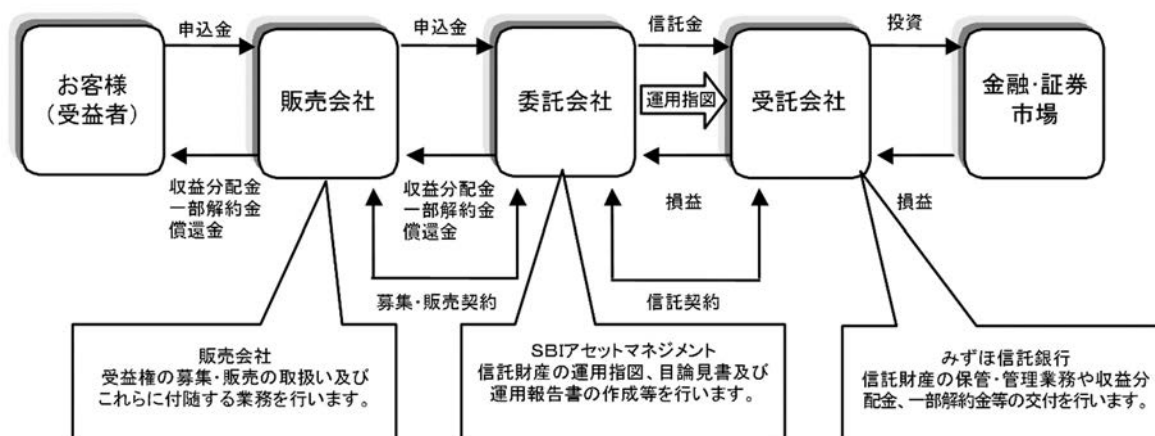 申込金
申込金
信託金
投資
お客様
(受益者)
販売会社
委託会社
運用指図
受託会社
金融・証券
市場
収益分配金
一部解約金
償還金
収益分配金
一部解約金
償還金
損益
損益
募集・販売契約
信託契約
販売会社
受益権の募集・販売の取扱い及び
これらに付随する業務を行います。
SBIアセットマネジメント
信託財産の運用指図、目論見書及び
運用報告書の作成等を行います。
みずほ信託銀行
信託財産の保管・管理業務や収益分
配金、一部解約金等の交付を行います。